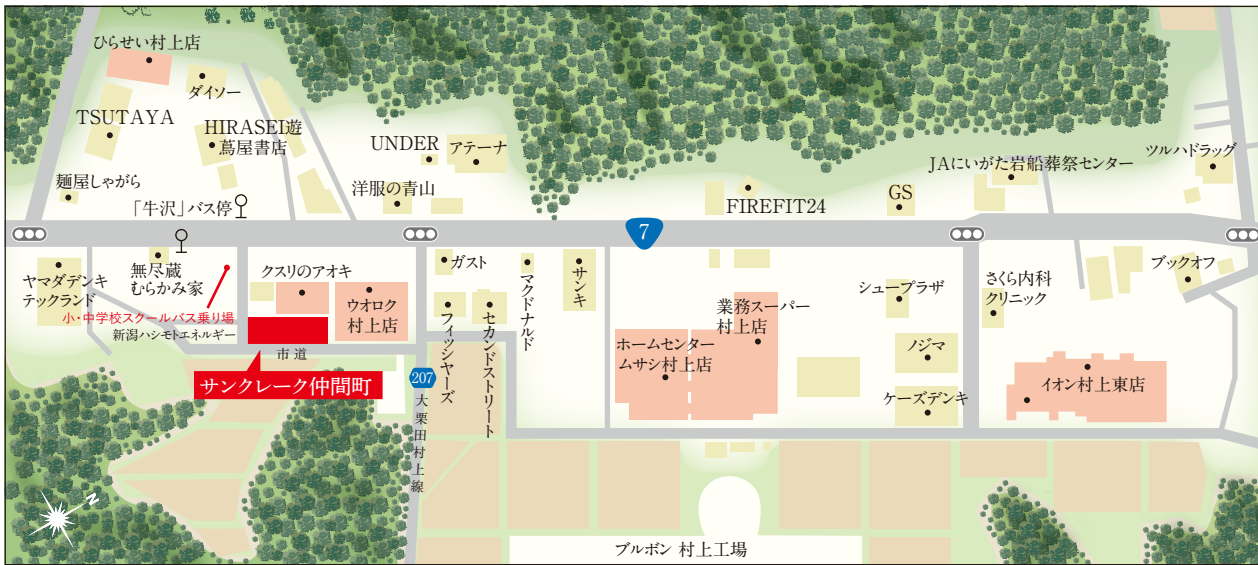 ひらせい村上店
ダイソー
TSUTAYA
HIRASEI遊
蔦屋書店
UNDER
アテーナ
麺屋しゃがら
「牛沢」バス停
洋服の青山
FIREFIT24
GS
JAにいがた岩船葬祭センター
ツルハドラッグ
7
ヤマダデンキ
テックランド
無尽蔵
むらかみ家
小・中学校スクールバス乗り場
新潟ハシモトエネルギー
クスリのアオキ
ウオロク
村上店
市道
サンクレーク仲間町
ガスト
フィッシャーズ
セカンドストリート
マクドナルド
サンキ
207
大栗田村上線
ホームセンター
ムサシ村上店
業務スーパー
村上店
シュープラザ
ノジマ
ケーズデンキ
さくら内科
クリニック
ブックオフ
イオン村上東店
N
ブルボン 村上工場